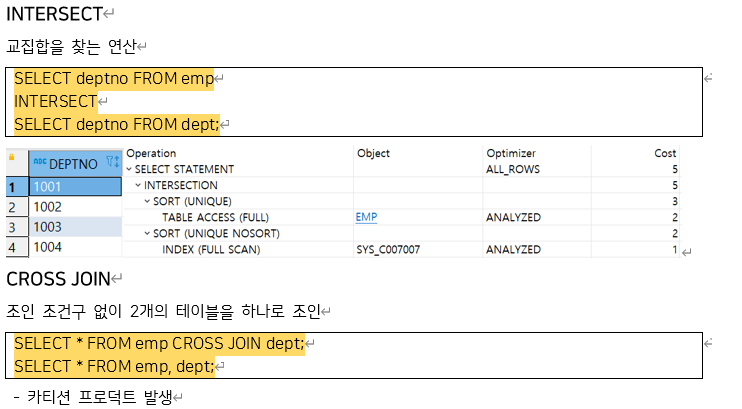 INTERSECT
교집합을 찾는 연산
SELECT deptno FROM emp
INTERSECT
SELECT deptno FROM dept;
ABC DEPTNO
1 1001
2 1002
3 1003
4 1004
Operation Object Optimizer Cost
SELECT STATEMENT ALL_ROWS 5
INTERSECTION 5
SORT (UNIQUE) 3
TABLE ACCESS (FULL) EMP ANALYZED 2
SORT (UNIQUE NOSORT) 2
INDEX (FULL SCAN) SYS_C007007 ANALYZED 1
CROSS JOIN
조인 조건구 없이 2개의 테이블을 하나로 조인
SELECT * FROM emp CROSS JOIN dept;
SELECT * FROM emp, dept;
- 카티션 프로덕트 발생